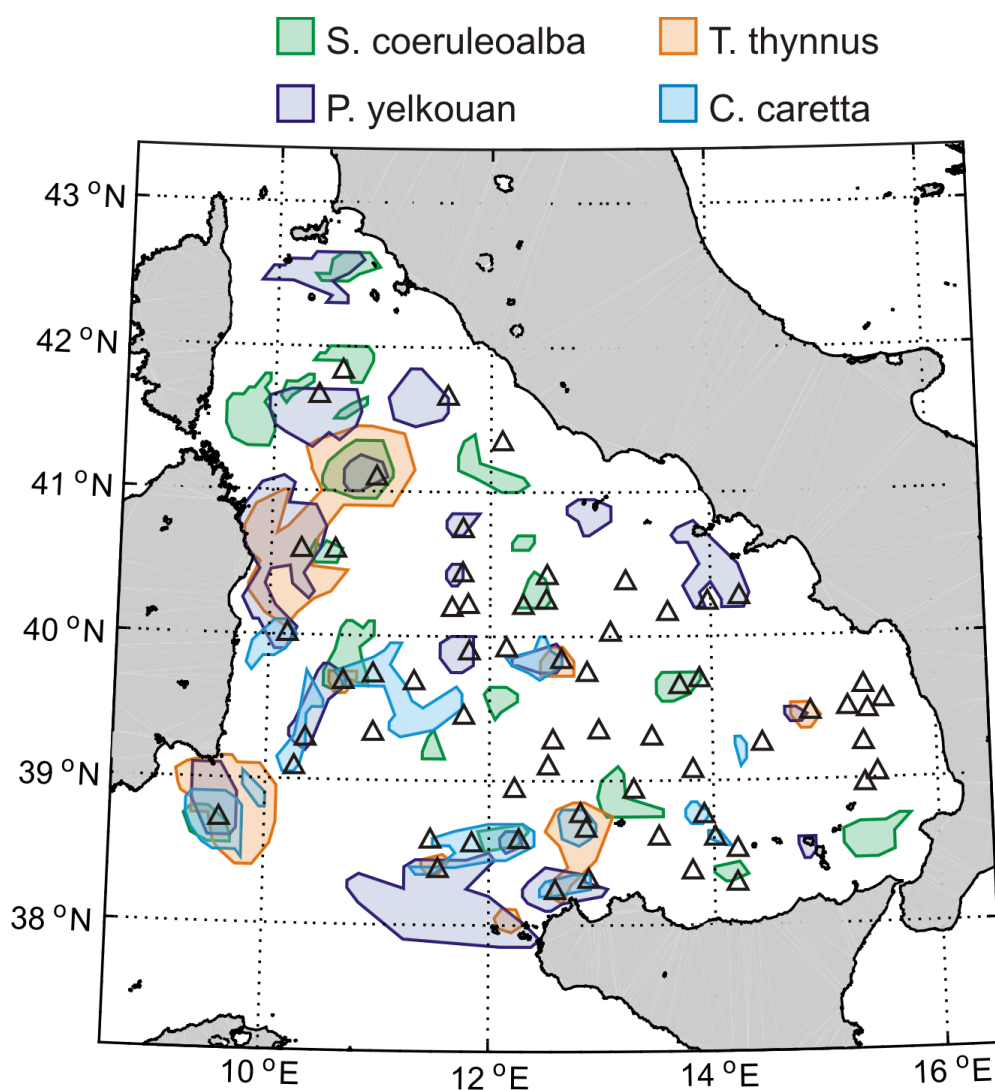 S. coeruleoalba
T. thynnus
P. yelkouan
C. caretta
43 °N
42 °N
41 °N
40 °N
39 °N
38 °N
10 °E
12 °E
14 °E
16 °E